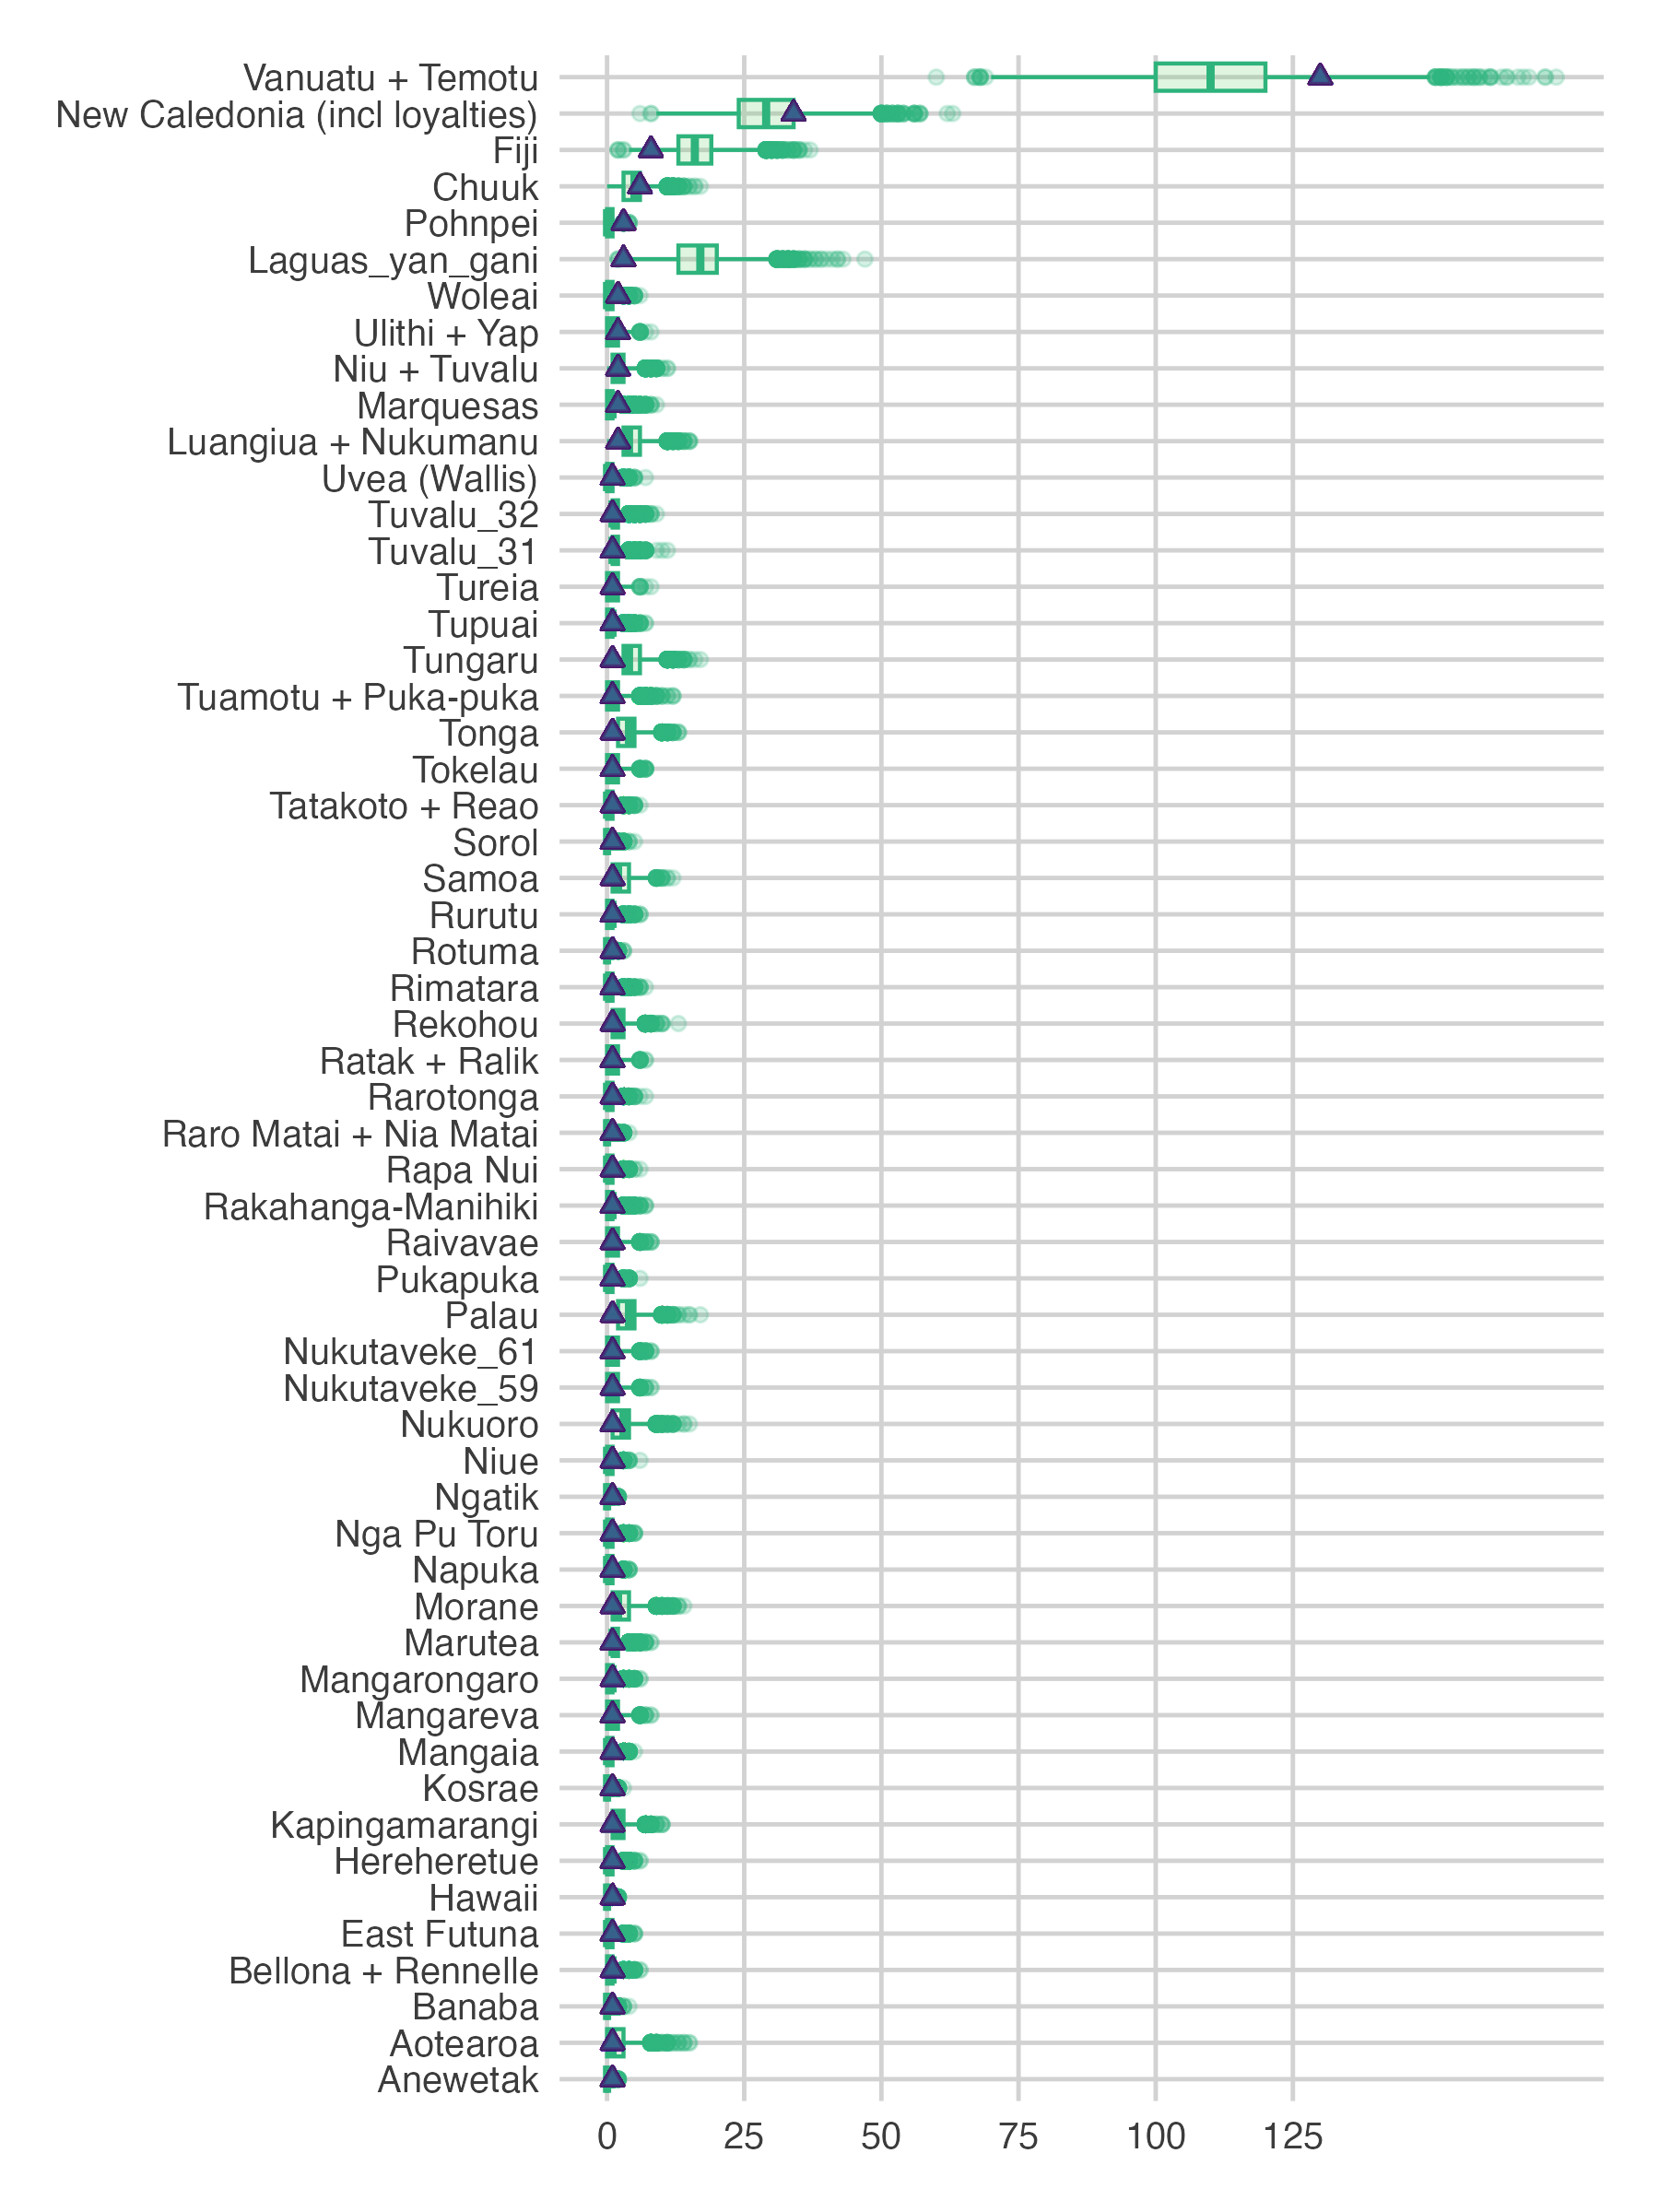 Vanuatu + Temotu
New Caledonia (incl loyalties)
Fiji
Chuuk
Pohnpei
Laguas_yan_gani
Woleai
Ulithi + Yap
Niu + Tuvalu
Marquesas
Luangiua + Nukumanu
Uvea (Wallis)
Tuvalu_32
Tuvalu_31
Tureia
Tupuai
Tungaru
Tuamotu + Puka-puka
Tonga
Tokelau
Tatakoto + Reao
Sorol
Samoa
Rurutu
Rotuma
Rimatara
Rekohou
Ratak + Ralik
Rarotonga
Raro Matai + Nia Matai
Rapa Nui
Rakahanga-Manihiki
Raivavae
Pukapuka
Palau
Nukutaveke_61
Nukutaveke_59
Nukuoro
Niue
Ngatik
Nga Pu Toru
Napuka
Morane
Marutea
Mangarongaro
Mangareva
Mangaia
Kosrae
Kapingamarangi
Hereheretue
Hawaii
East Futuna
Bellona + Rennelle
Banaba
Aotearoa
Anewetak
0 25 50 75 100 125